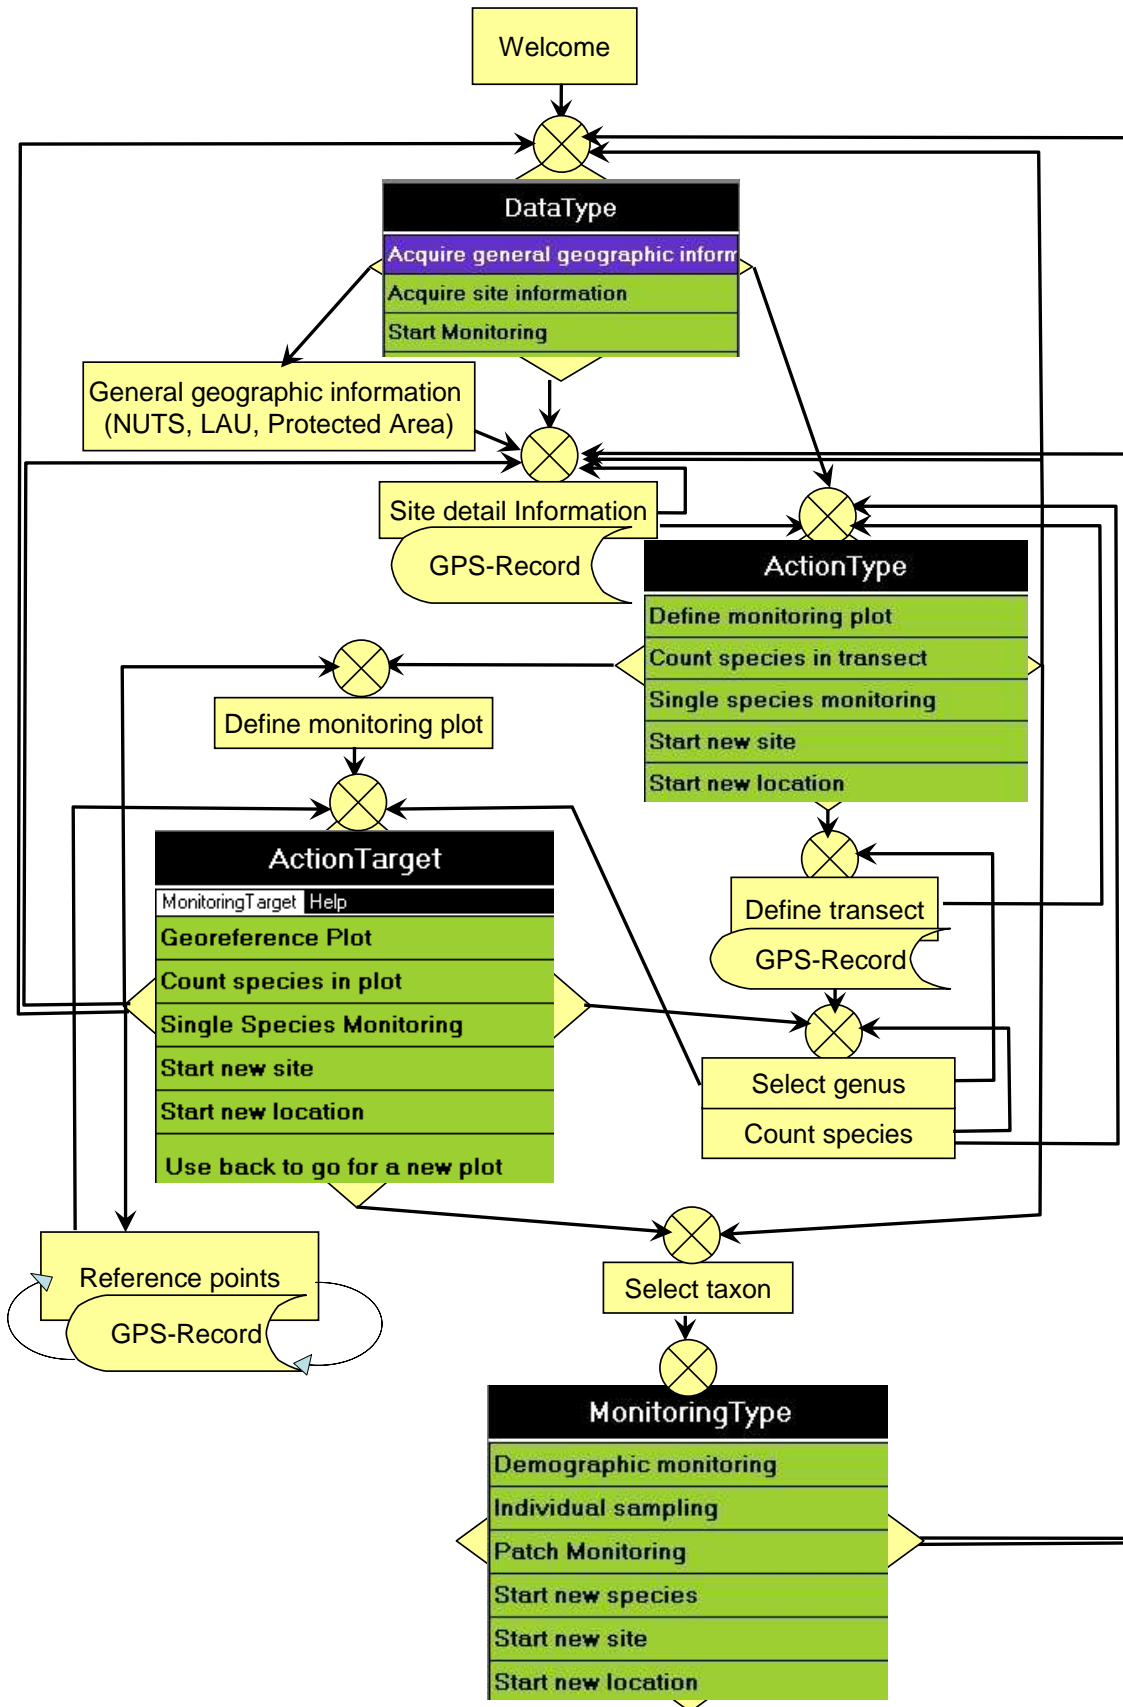 Welcome
DataType
Acquire general geographic inform
Acquire site information
Start Monitoring
General geographic information
(NUTS, LAU, Protected Area)
Site detail Information
GPS-Record
ActionType
Define monitoring plot
Count species in transect
Single species monitoring
Start new site
Start new location
Define monitoring plot
ActionTarget
MonitoringTarget Help
Georeference Plot
Count species in plot
Single Species Monitoring
Start new site
Start new location
Use back to go for a new plot
Define transect
GPS-Record
Select genus
Count species
Reference points
GPS-Record
Select taxon
MonitoringType
Demographic monitoring
Individual sampling
Patch Monitoring
Start new species
Start new site
Start new location